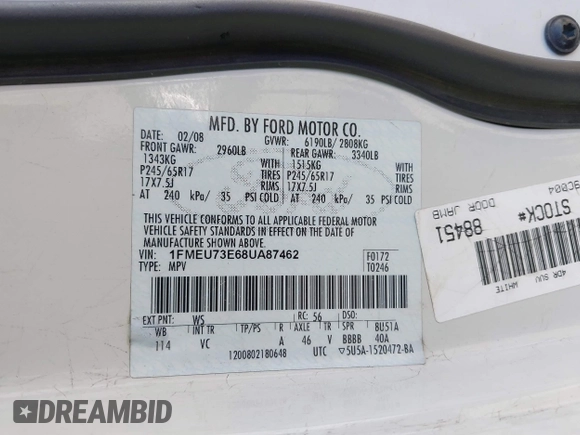 MFD. BY FORD MOTOR CO.
DATE: 02/08 GVWR: 6190LB/ 2808KG
FRONT GAWR: 2960LB REAR GAWR: 3340LB
1343KG WITH 1515KG WITH
P245/65R17 TIRES P245/65R17 TIRES
17X7.5J RIMS 17X7.5J RIMS
AT 240 kPa/ 35 PSI COLD AT 240 kPa/ 35 PSI COLD
THIS VEHICLE CONFORMS TO ALL APPLICABLE FEDERAL MOTOR
VEHICLE SAFETY STANDARDS IN EFFECT ON THE DATE OF
MANUFACTURE SHOWN ABOVE.
VIN: 1FMEU73E68UA87462 F0172
TYPE: MPV T0246
EXT PNT: WS RC: 56 DSO:
WB INT TR TP/PS R AXLE TR SPR BUS1A
114 VC A 46 V BBBB 40A
1200802180648 UTC 5U5A-1520472-BA
DOOR JAMB
STOCK#
88451
4DR SUV WHITE
DREAMBID